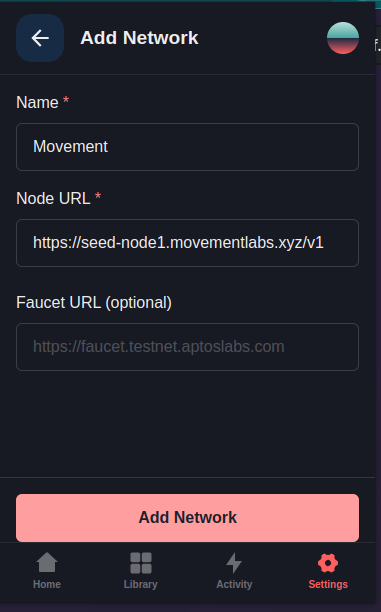 Add Network
Name *
Movement
Node URL *
https://seed-node1.movementlabs.xyz/v1
Faucet URL (optional)
https://faucet.testnet.aptoslabs.com
Add Network
Home
Library
Activity
Settings